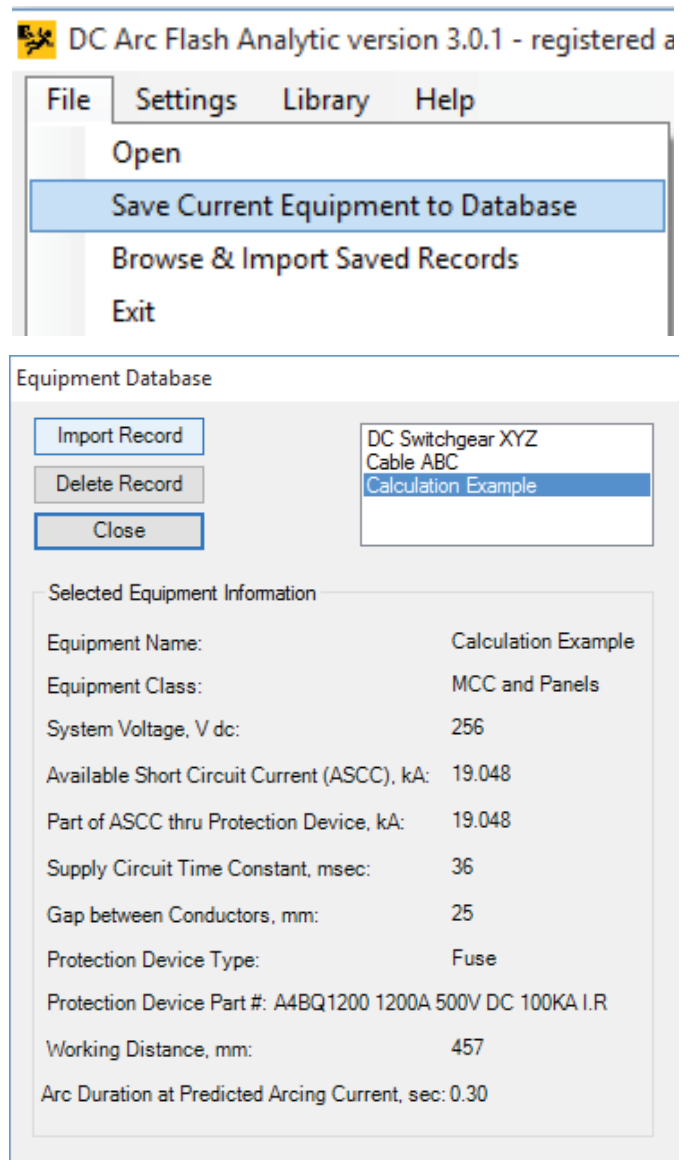 DC Arc Flash Analytic version 3.0.1 - registered
File Settings Library Help
Open
Save Current Equipment to Database
Browse & Import Saved Records
Exit
Equipment Database
Import Record
Delete Record
Close
DC Switchgear XYZ
Cable ABC
Calculation Example
Selected Equipment Information
Equipment Name: Calculation Example
Equipment Class: MCC and Panels
System Voltage, V dc: 256
Available Short Circuit Current (ASCC), kA: 19.048
Part of ASCC thru Protection Device, kA: 19.048
Supply Circuit Time Constant, msec: 36
Gap between Conductors, mm: 25
Protection Device Type: Fuse
Protection Device Part #: A4BQ1200 1200A 500V DC 100KA I.R
Working Distance, mm: 457
Arc Duration at Predicted Arcing Current, sec: 0.30